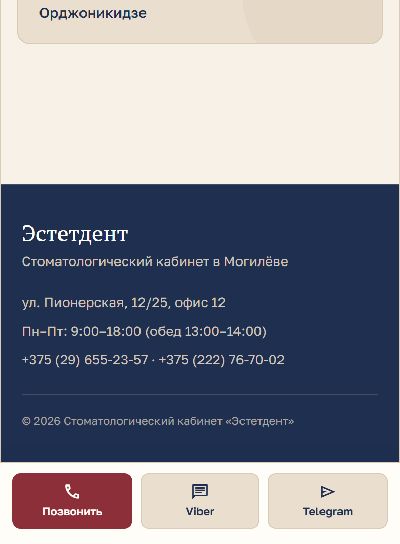 Орджоникидзе
Эстетдент
Стоматологический кабинет в Могилёве
ул. Пионерская, 12/25, офис 12
Пн–Пт: 9:00–18:00 (обед 13:00–14:00)
+375 (29) 655-23-57 · +375 (222) 76-70-02
© 2026 Стоматологический кабинет «Эстетдент»
Позвонить
Viber
Telegram